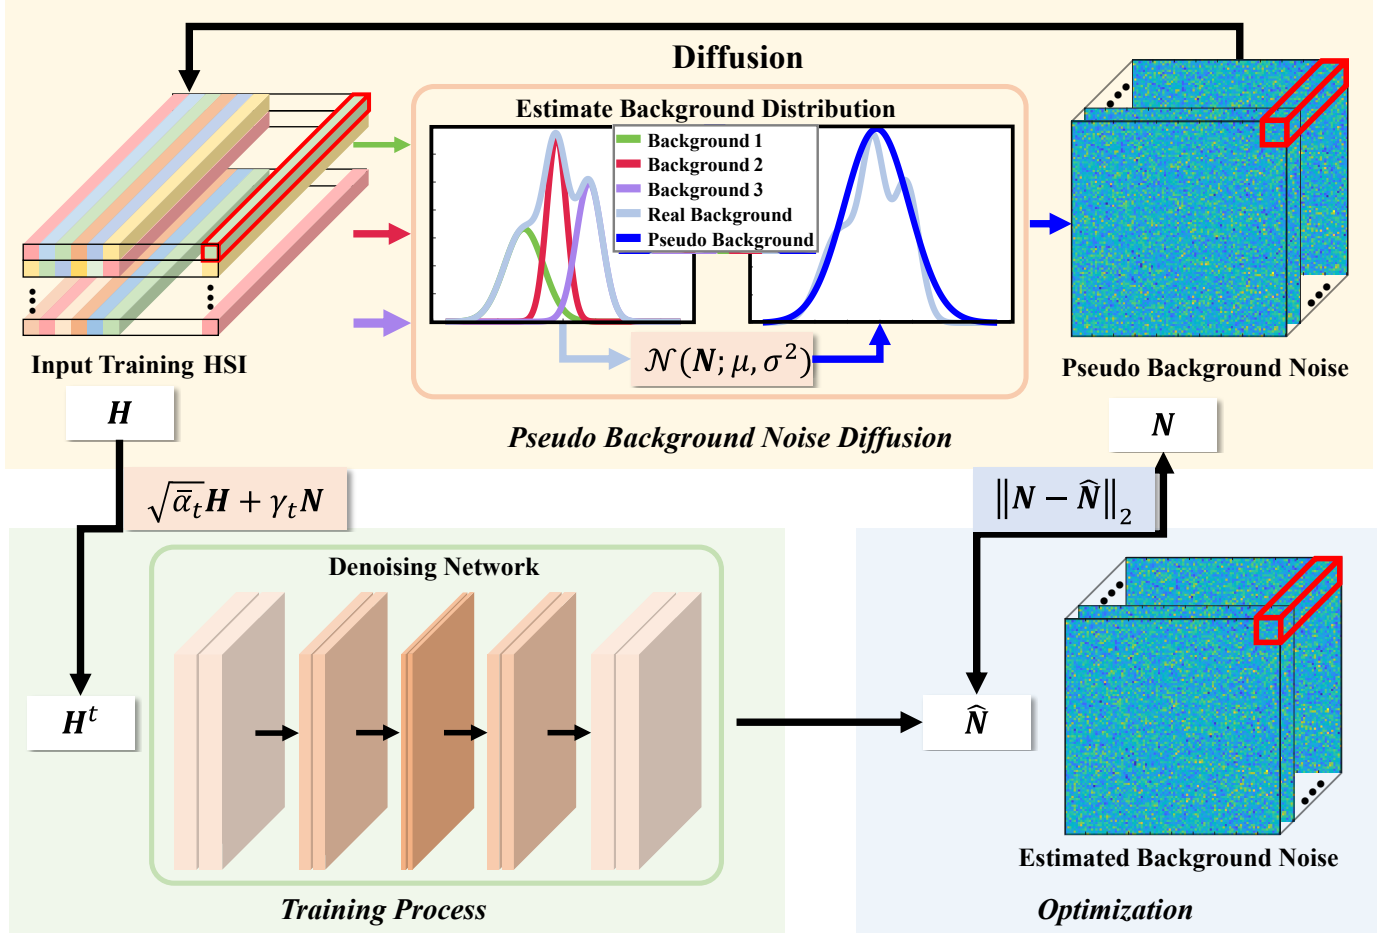 Diffusion
Estimate Background Distribution
Background 1
Background 2
Background 3
Real Background
Pseudo Background
𝒩(N; μ, σ²)
Input Training HSI
Pseudo Background Noise
H
Pseudo Background Noise Diffusion
N
√ᾱₜH + γₜN
‖N − N̂‖₂
Denoising Network
Hᵗ
N̂
Estimated Background Noise
Training Process
Optimization